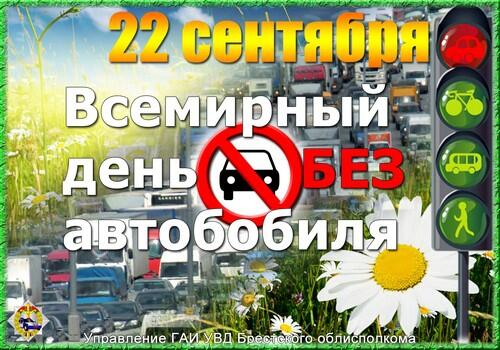 22 сентября
Всемирный
день БЕЗ
автобобиля
Управление ГАИ УВД Брестского облисполкома